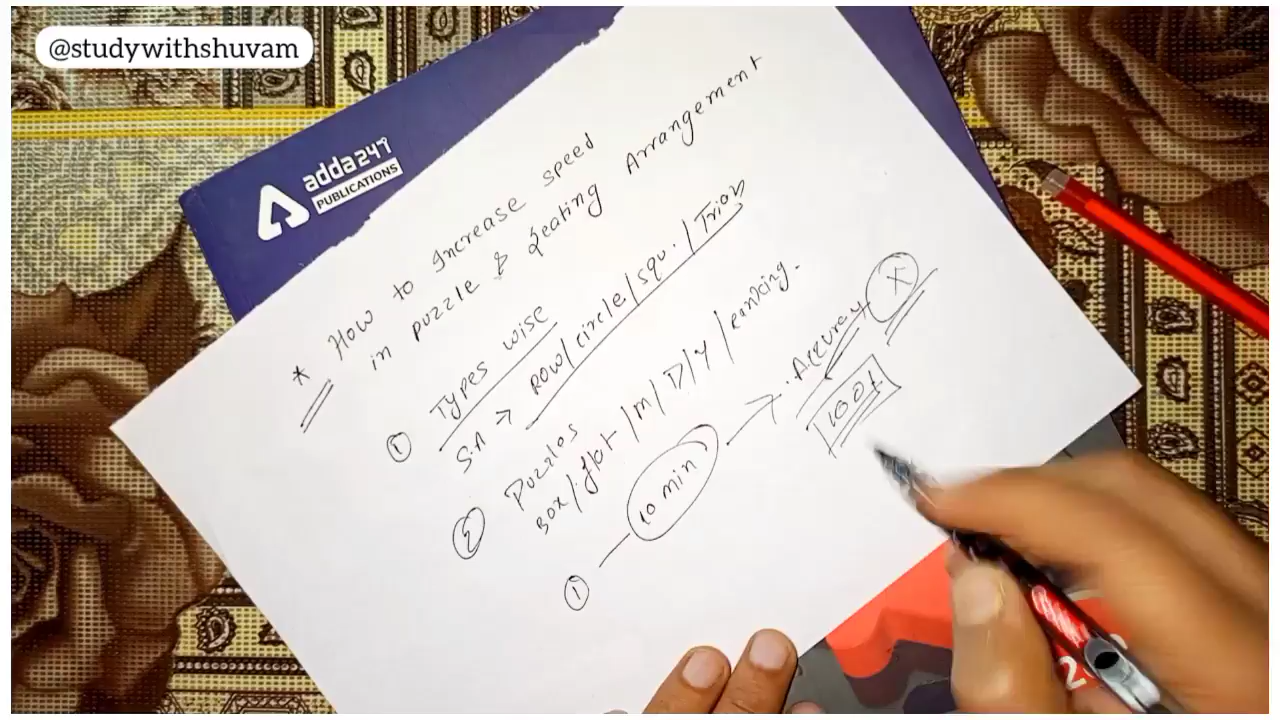 @studywithshuvam
adda247
PUBLICATIONS
* How to Increase speed
in puzzle & Seating Arrangement
① Types wise
S.A → Row/circle/squ./Trian
② Puzzles
Box/flat/M/D/Y/ranking.
① 10 min → Accuracy X
100%